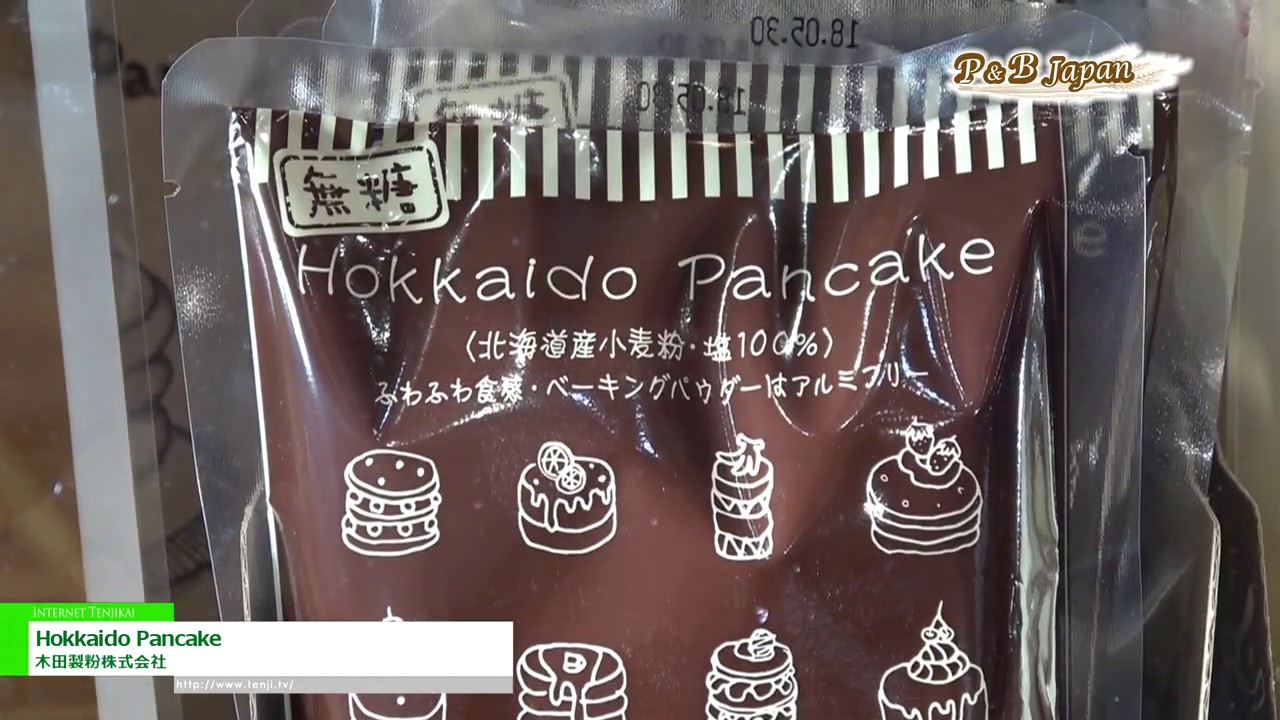 18.05.30
P&B Japan
18.05.30
無糖
Hokkaido Pancake
〈北海道産小麦粉・塩100%〉
ふわふわ食感・ベーキングパウダーはアルミフリー
INTERNET TENJIKAI
Hokkaido Pancake
木田製粉株式会社
http://www.tenji.tv/